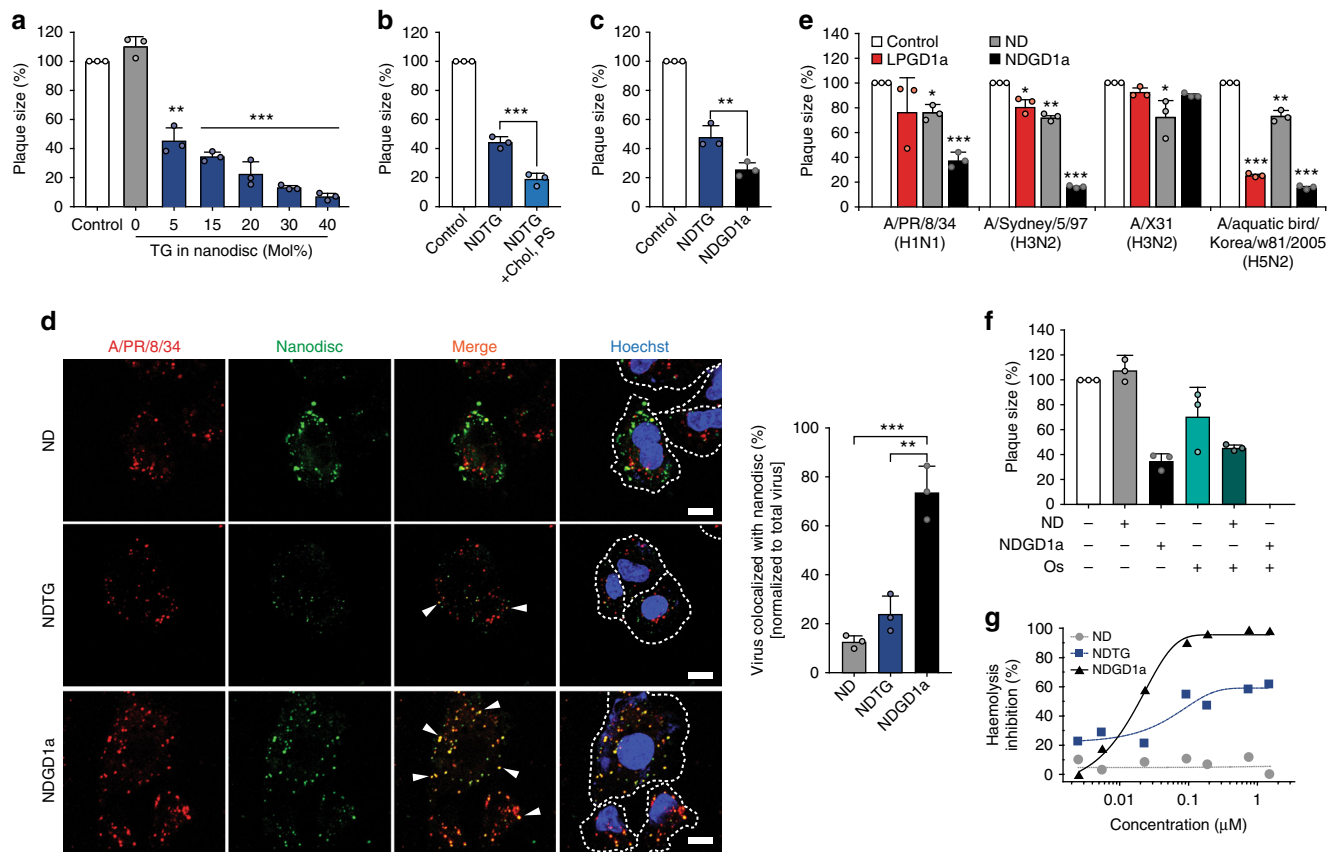 a
Plaque size (%)
120
100
80
60
40
20
0
**
***
Control
0
5
15
20
30
40
TG in nanodisc (Mol%)
b
Plaque size (%)
120
100
80
60
40
20
0
***
Control
NDTG
NDTG
+Chol, PS
c
Plaque size (%)
120
100
80
60
40
20
0
**
Control
NDTG
NDGD1a
e
Control
LPGD1a
ND
NDGD1a
Plaque size (%)
140
120
100
80
60
40
20
0
*
***
*
**
***
*
***
**
***
A/PR/8/34
(H1N1)
A/Sydney/5/97
(H3N2)
A/X31
(H3N2)
A/aquatic bird/
Korea/w81/2005
(H5N2)
d
A/PR/8/34
Nanodisc
Merge
Hoechst
ND
NDTG
NDGD1a
Virus colocalized with nanodisc (%)
[normalized to total virus]
100
80
60
40
20
0
***
**
ND
NDTG
NDGD1a
f
Plaque size (%)
140
120
100
80
60
40
20
0
ND – + – – + –
NDGD1a – – + – – +
Os – – – + + +
g
Haemolysis
inhibition (%)
100
80
60
40
20
0
ND
NDTG
NDGD1a
0.01
0.1
1
Concentration (μM)